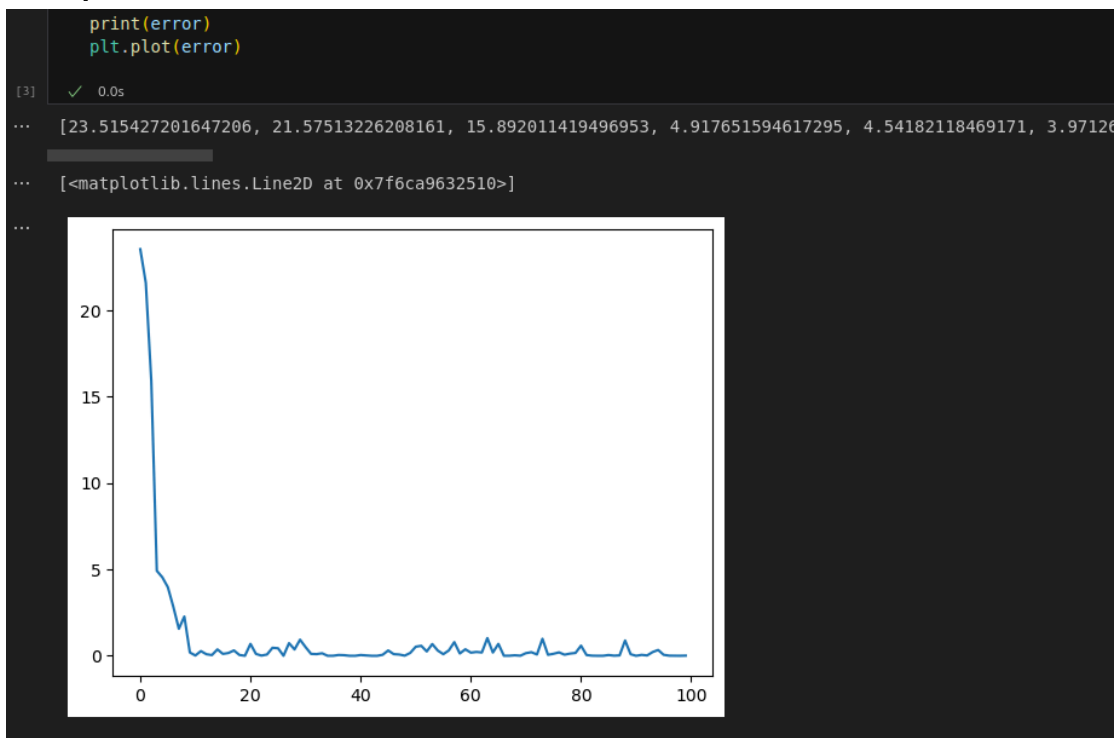 print(error)
plt.plot(error)
[3] ✓ 0.0s
... [23.515427201647206, 21.57513226208161, 15.892011419496953, 4.917651594617295, 4.54182118469171, 3.97126
... [<matplotlib.lines.Line2D at 0x7f6ca9632510>]
...
20
15
10
5
0
0 20 40 60 80 100